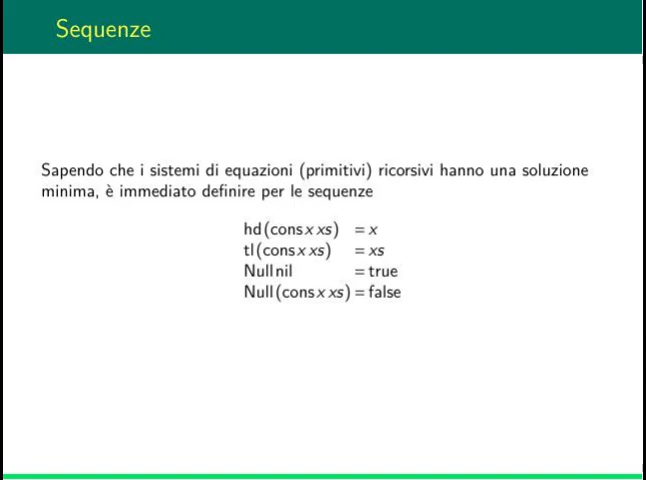 Sequenze
Sapendo che i sistemi di equazioni (primitivi) ricorsivi hanno una soluzione
minima, è immediato definire per le sequenze
hd (cons x xs) = x
tl (cons x xs) = xs
Null nil = true
Null (cons x xs) = false